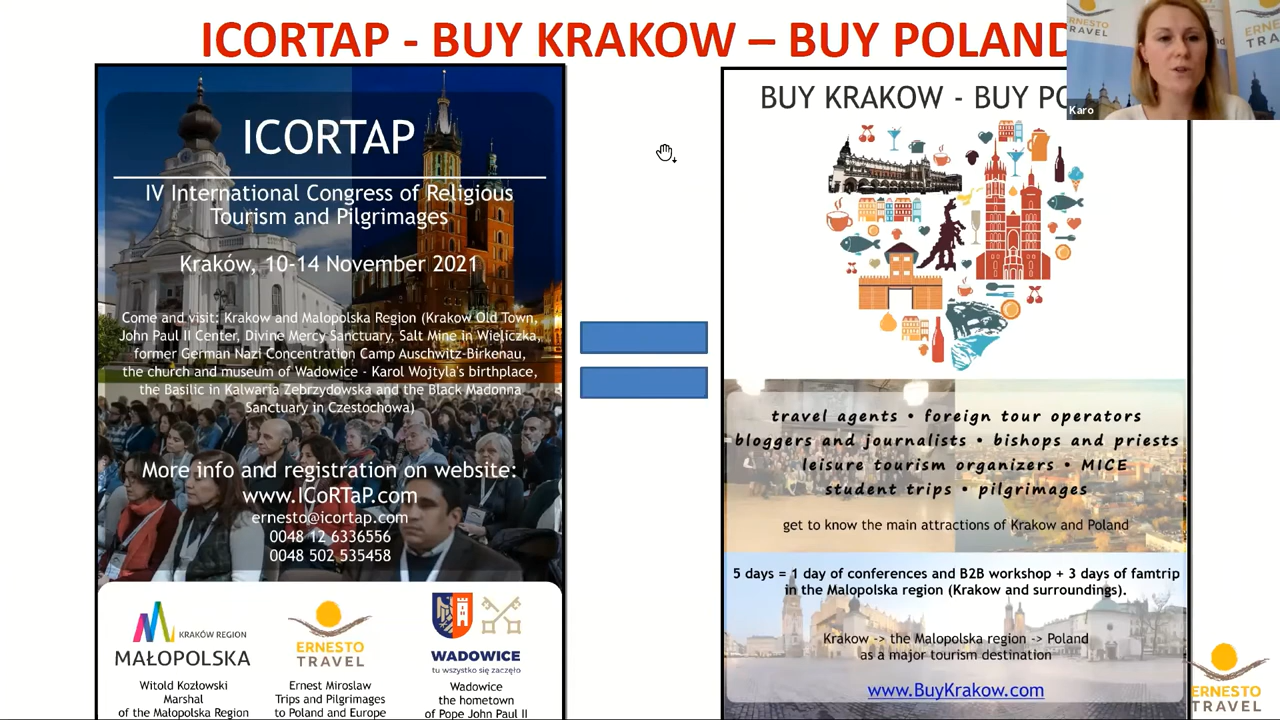 ICORTAP - BUY KRAKOW – BUY POLAND
ERNESTO
TRAVEL
Karo
ICORTAP
IV International Congress of Religious
Tourism and Pilgrimages
Kraków, 10-14 November 2021
Come and visit: Krakow and Malopolska Region (Krakow Old Town,
John Paul II Center, Divine Mercy Sanctuary, Salt Mine in Wieliczka,
former German Nazi Concentration Camp Auschwitz-Birkenau,
the church and museum of Wadowice - Karol Wojtyla's birthplace,
the Basilic in Kalwaria Zebrzydowska and the Black Madonna
Sanctuary in Czestochowa)
More info and registration on website:
www.ICoRTaP.com
ernesto@icortap.com
0048 12 6336556
0048 502 535458
KRAKÓW REGION
MAŁOPOLSKA
Witold Kozłowski
Marshal
of the Małopolska Region
ERNESTO
TRAVEL
Ernest Miroslaw
Trips and Pilgrimages
to Poland and Europe
WADOWICE
tu wszystko się zaczęło
Wadowice
the hometown
of Pope John Paul II
BUY KRAKOW - BUY PO
travel agents • foreign tour operators
bloggers and journalists • bishops and priests
leisure tourism organizers • MICE
student trips • pilgrimages
get to know the main attractions of Krakow and Poland
5 days = 1 day of conferences and B2B workshop + 3 days of famtrip
in the Malopolska region (Krakow and surroundings).
Krakow -> the Malopolska region -> Poland
as a major tourism destination
www.BuyKrakow.com
ERNESTO
TRAVEL